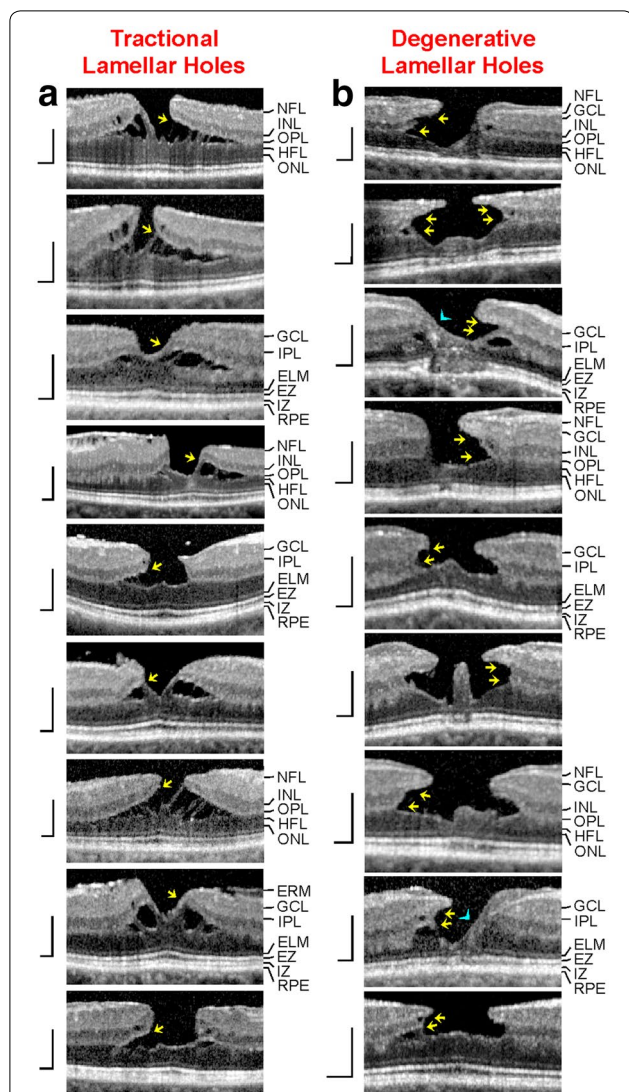 Tractional
Lamellar Holes
a
NFL
INL
OPL
HFL
ONL
GCL
IPL
ELM
EZ
IZ
RPE
NFL
INL
OPL
HFL
ONL
GCL
IPL
ELM
EZ
IZ
RPE
NFL
INL
OPL
HFL
ONL
ERM
GCL
IPL
ELM
EZ
IZ
RPE
Degenerative
Lamellar Holes
b
NFL
GCL
INL
OPL
HFL
ONL
GCL
IPL
ELM
EZ
IZ
RPE
NFL
GCL
INL
OPL
HFL
ONL
GCL
IPL
ELM
EZ
IZ
RPE
NFL
GCL
INL
OPL
HFL
ONL
GCL
IPL
ELM
EZ
IZ
RPE